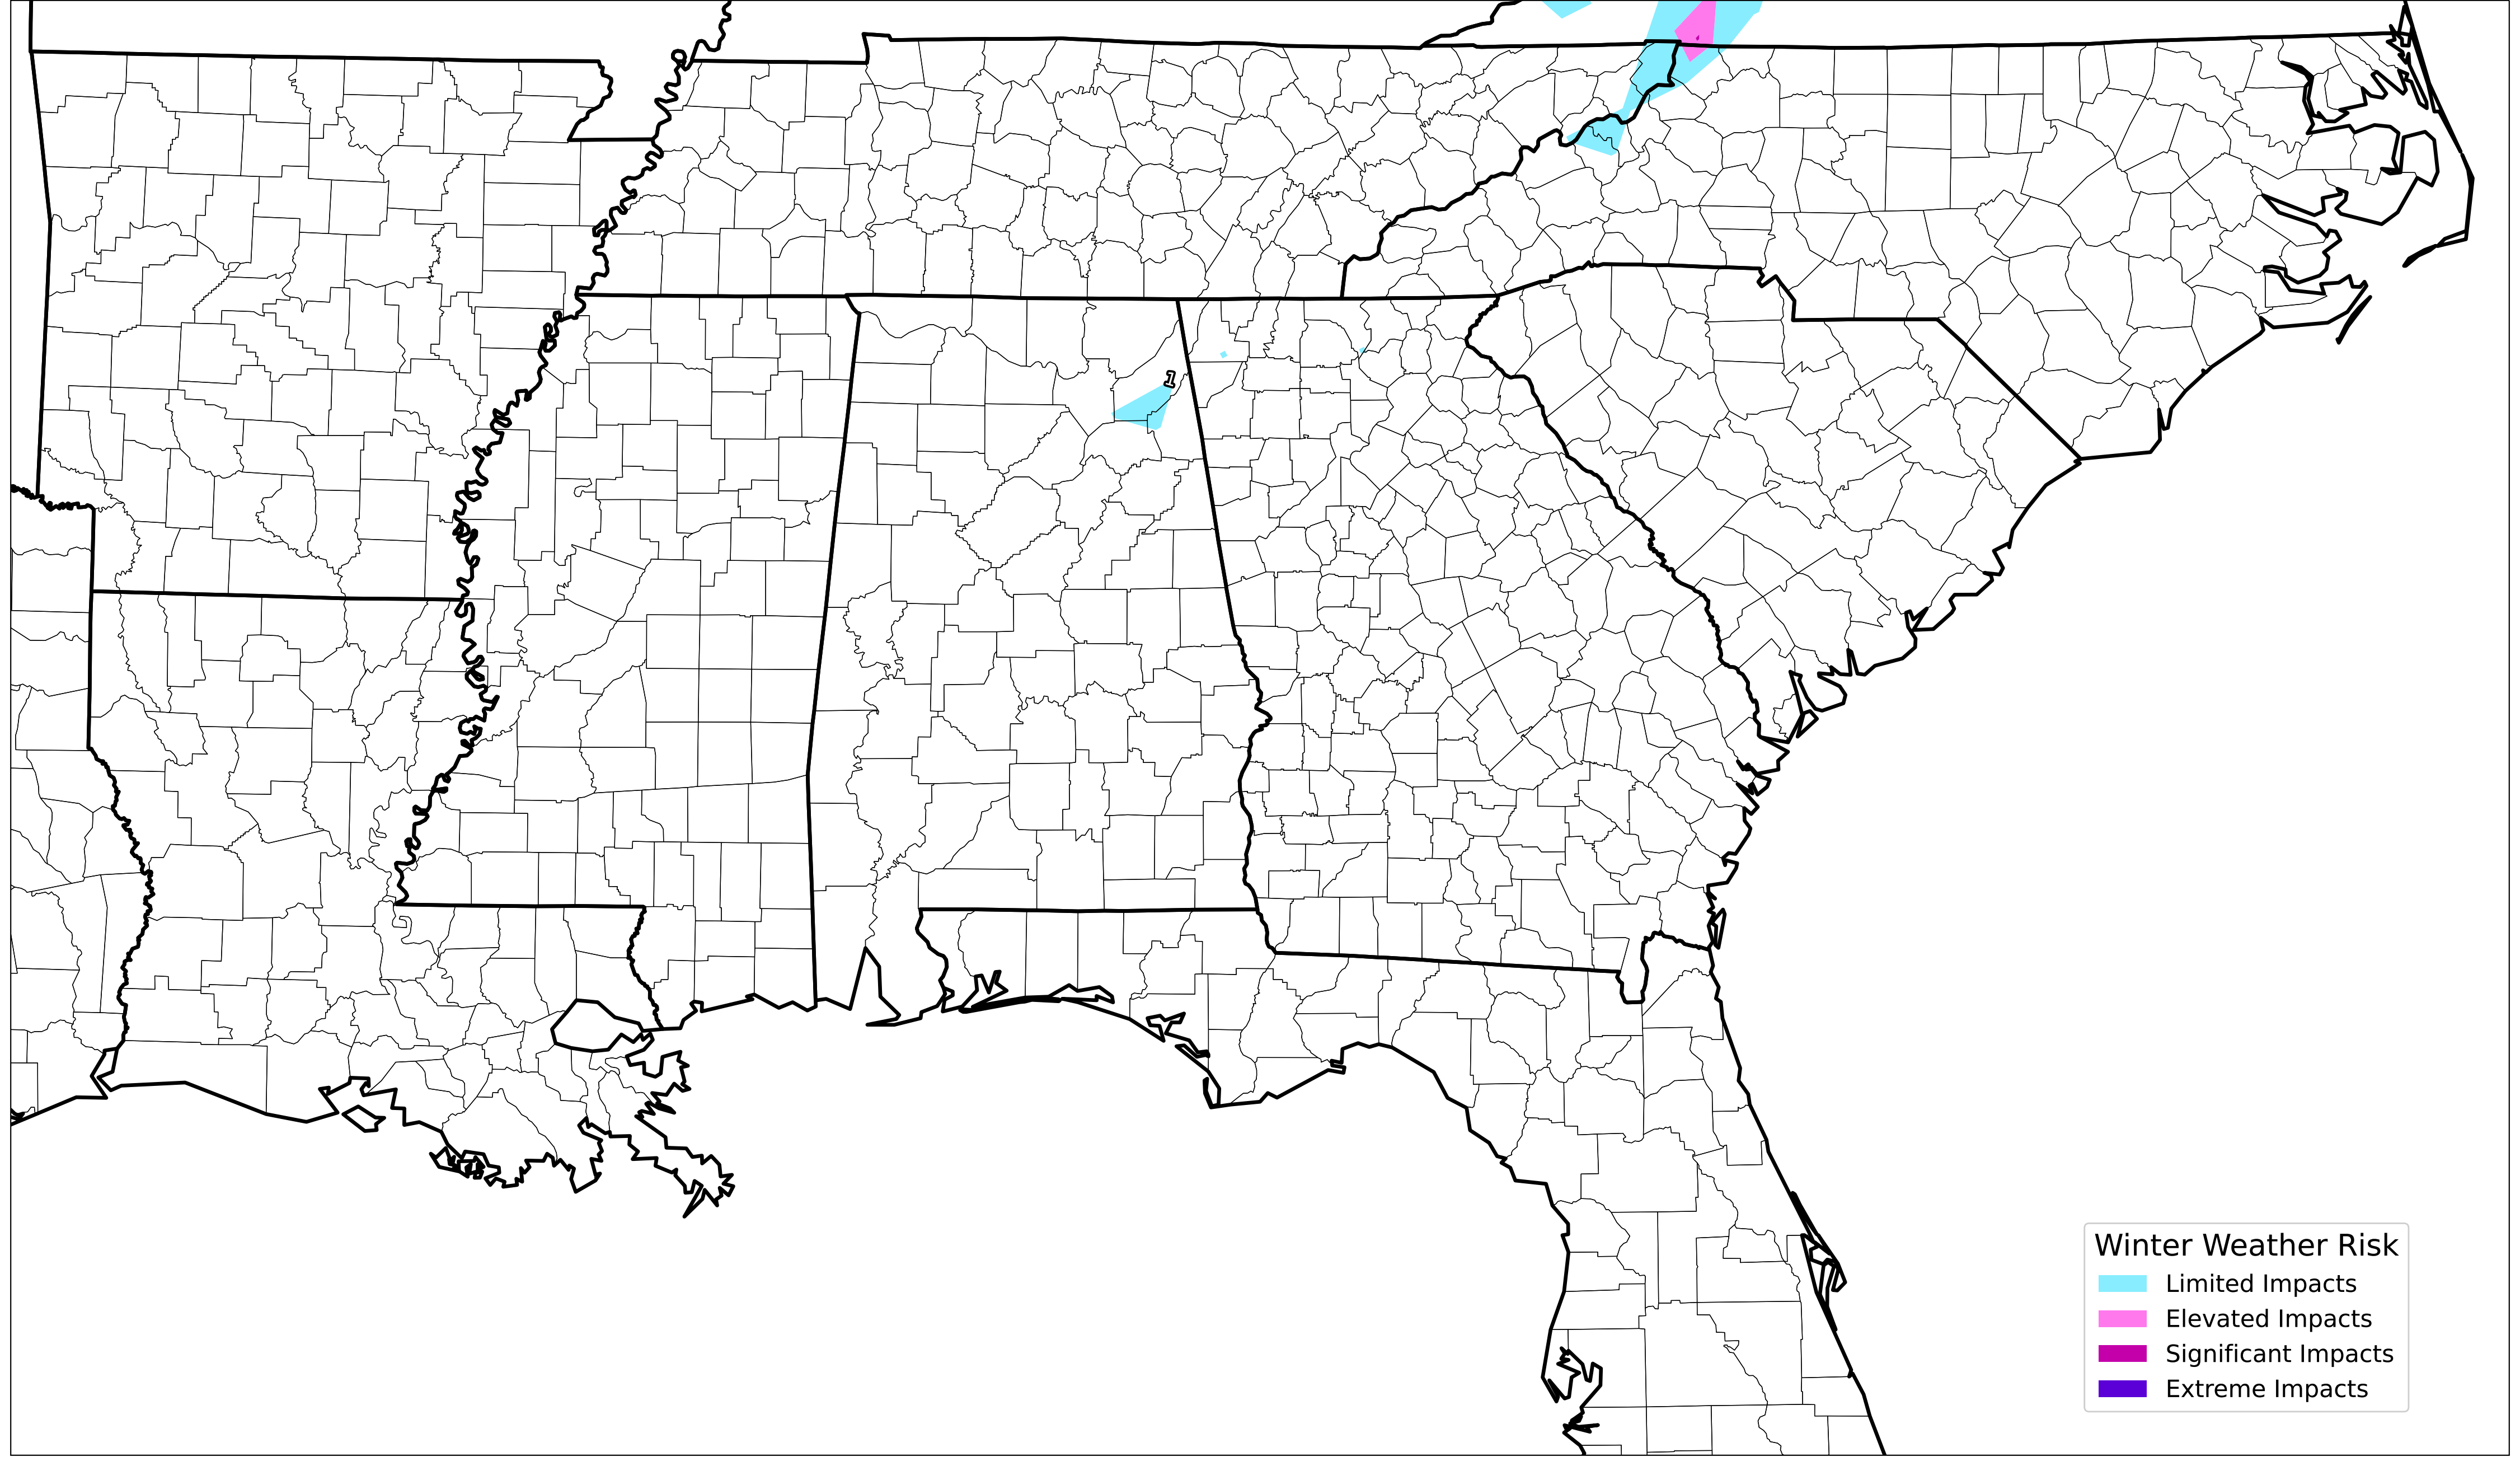 1
Winter Weather Risk
Limited Impacts
Elevated Impacts
Significant Impacts
Extreme Impacts